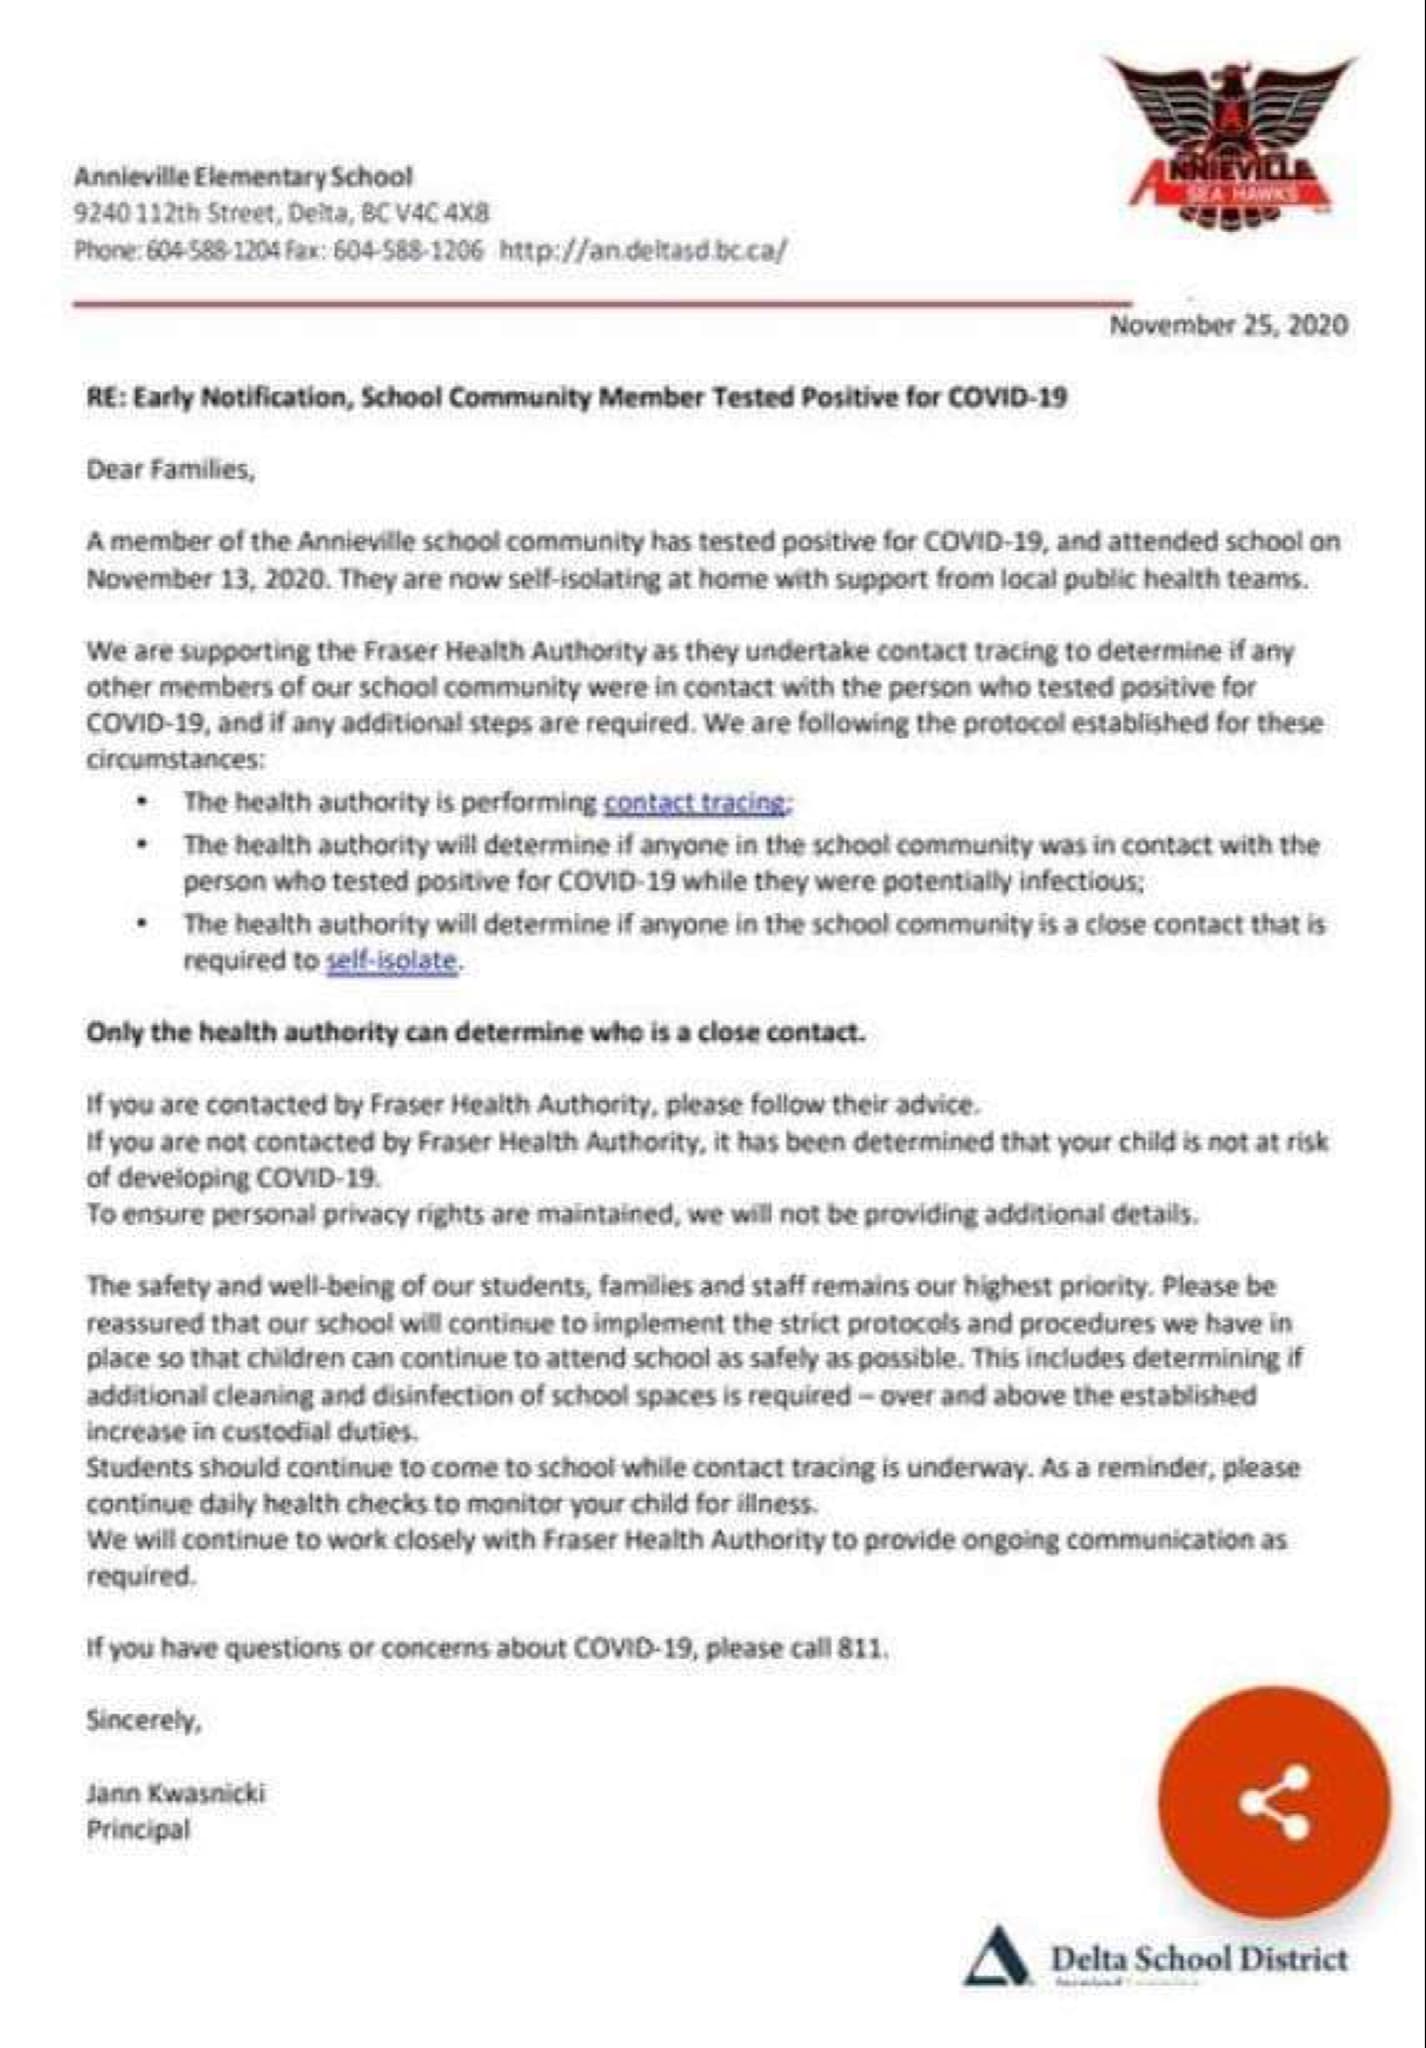 ANNIEVILLE
SEA HAWKS
Annieville Elementary School
9240 112th Street, Delta, BC V4C 4X8
Phone: 604-588-1204 Fax: 604-588-1206 http://an.deltasd.bc.ca/
November 25, 2020
RE: Early Notification, School Community Member Tested Positive for COVID-19
Dear Families,
A member of the Annieville school community has tested positive for COVID-19, and attended school on
November 13, 2020. They are now self-isolating at home with support from local public health teams.
We are supporting the Fraser Health Authority as they undertake contact tracing to determine if any
other members of our school community were in contact with the person who tested positive for
COVID-19, and if any additional steps are required. We are following the protocol established for these
circumstances:
• The health authority is performing contact tracing;
• The health authority will determine if anyone in the school community was in contact with the
person who tested positive for COVID-19 while they were potentially infectious;
• The health authority will determine if anyone in the school community is a close contact that is
required to self-isolate.
Only the health authority can determine who is a close contact.
If you are contacted by Fraser Health Authority, please follow their advice.
If you are not contacted by Fraser Health Authority, it has been determined that your child is not at risk
of developing COVID-19.
To ensure personal privacy rights are maintained, we will not be providing additional details.
The safety and well-being of our students, families and staff remains our highest priority. Please be
reassured that our school will continue to implement the strict protocols and procedures we have in
place so that children can continue to attend school as safely as possible. This includes determining if
additional cleaning and disinfection of school spaces is required – over and above the established
increase in custodial duties.
Students should continue to come to school while contact tracing is underway. As a reminder, please
continue daily health checks to monitor your child for illness.
We will continue to work closely with Fraser Health Authority to provide ongoing communication as
required.
If you have questions or concerns about COVID-19, please call 811.
Sincerely,
Jann Kwasnicki
Principal
Delta School District